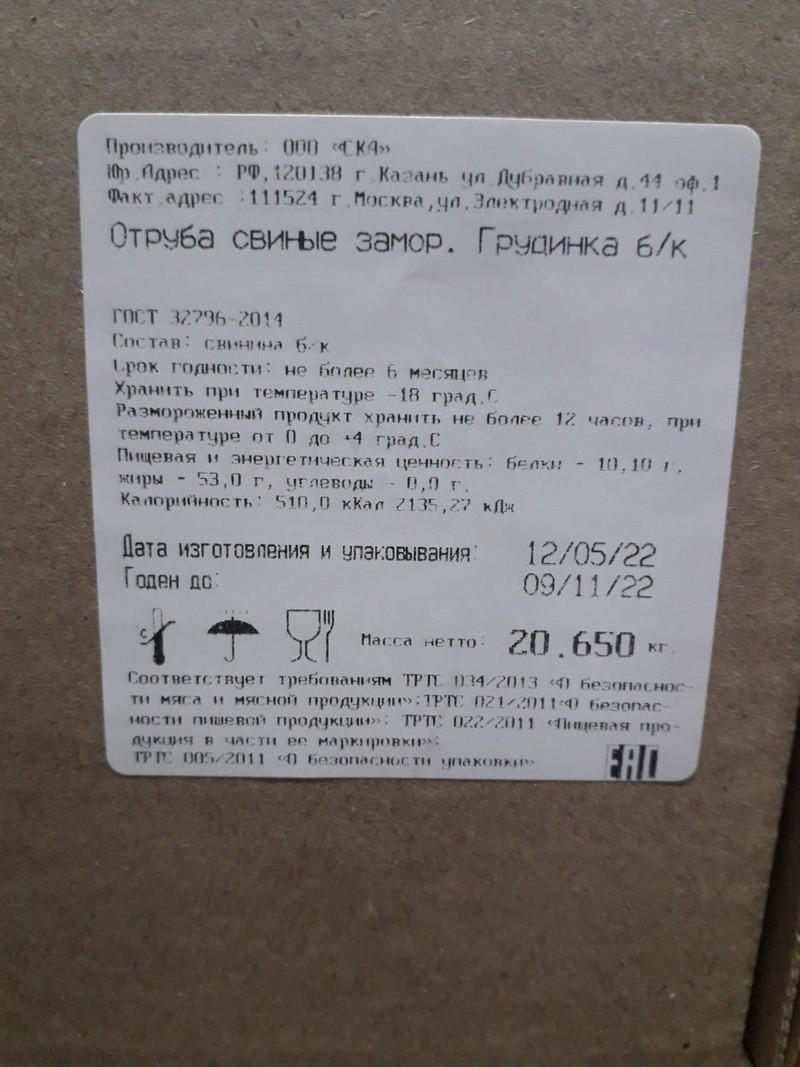 Производитель: ООО «СК4»
Юр.Адрес : РФ,120138 г.Казань ул.Дубравная д.44 оф.1
Факт.адрес :111524 г.Москва,ул.Электродная д.11/11
Отруба свиные замор. Грудинка б/к
ГОСТ 32796-2014
Состав: свинина б/к
Срок годности: не более 6 месяцев
Хранить при температуре -18 град.С
Размороженный продукт хранить не более 12 часов, при
температуре от 0 до +4 град.С
Пищевая и энергетическая ценность: белки - 10,10 г,
жиры - 53,0 г, углеводы - 0,0 г.
Калорийность: 510,0 кКал 2135,27 кДж
Дата изготовления и упаковывания: 12/05/22
Годен до: 09/11/22
°C
Масса нетто: 20.650 кг.
Соответствует требованиям ТРТС 034/2013 «О безопаснос-
ти мяса и мясной продукции»;ТРТС 021/2011«О безопас-
ности пищевой продукции»; ТРТС 022/2011 «Пищевая про-
дукция в части ее маркировки»;
ТРТС 005/2011 «О безопасности упаковки»
ЕАС